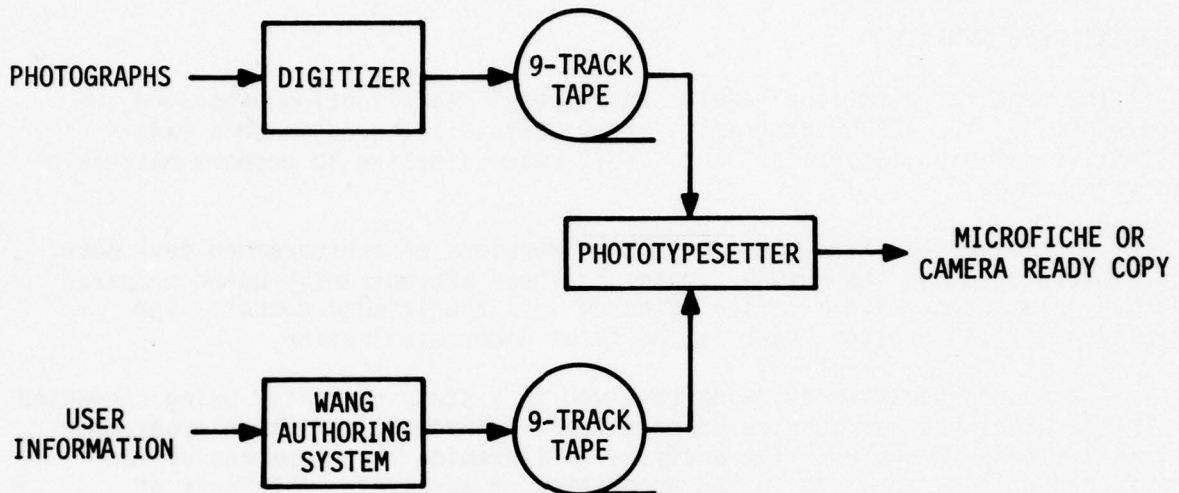 PHOTOGRAPHS
DIGITIZER
9-TRACK
TAPE
PHOTOTYPESETTER
MICROFICHE OR
CAMERA READY COPY
USER
INFORMATION
WANG
AUTHORING
SYSTEM
9-TRACK
TAPE